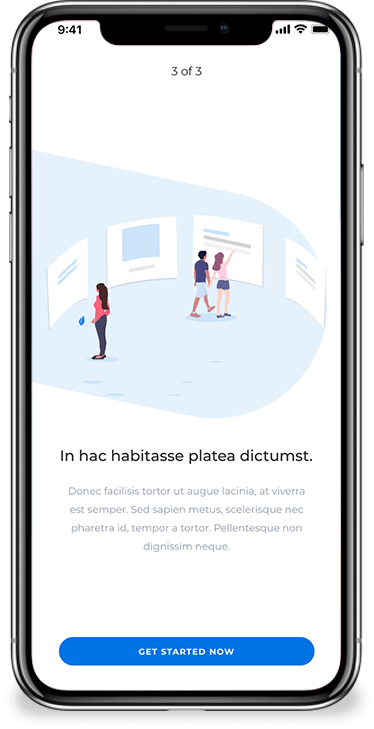 9:41
3 of 3
In hac habitasse platea dictumst.
Donec facilisis tortor ut augue lacinia, at viverra
est semper. Sed sapien metus, scelerisque nec
pharetra id, tempor a tortor. Pellentesque non
dignissim neque.
GET STARTED NOW